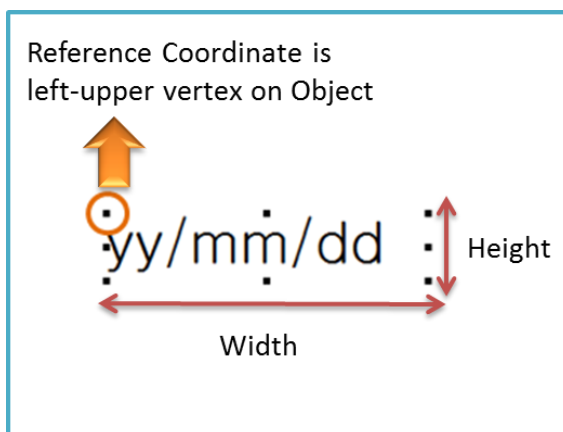 Reference Coordinate is
left-upper vertex on Object
yy/mm/dd
Height
Width